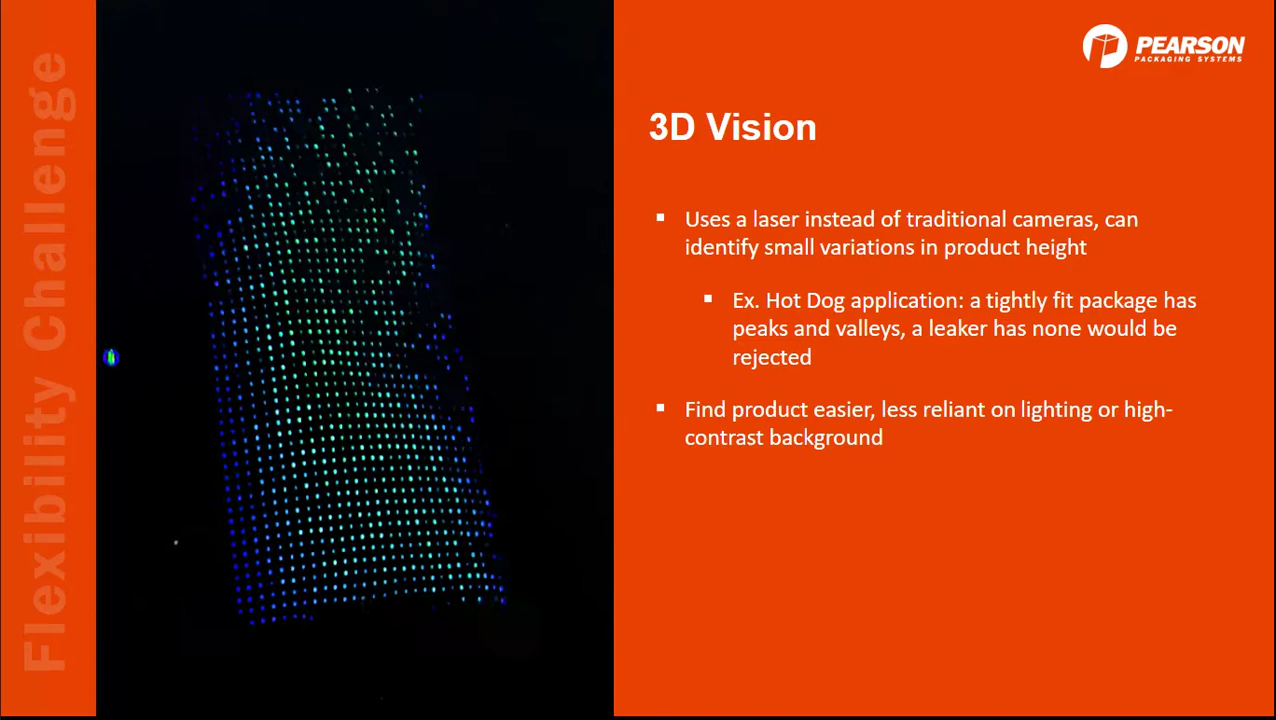 Flexibility Challenge
PEARSON
PACKAGING SYSTEMS
3D Vision
Uses a laser instead of traditional cameras, can
identify small variations in product height
Ex. Hot Dog application: a tightly fit package has
peaks and valleys, a leaker has none would be
rejected
Find product easier, less reliant on lighting or high-
contrast background